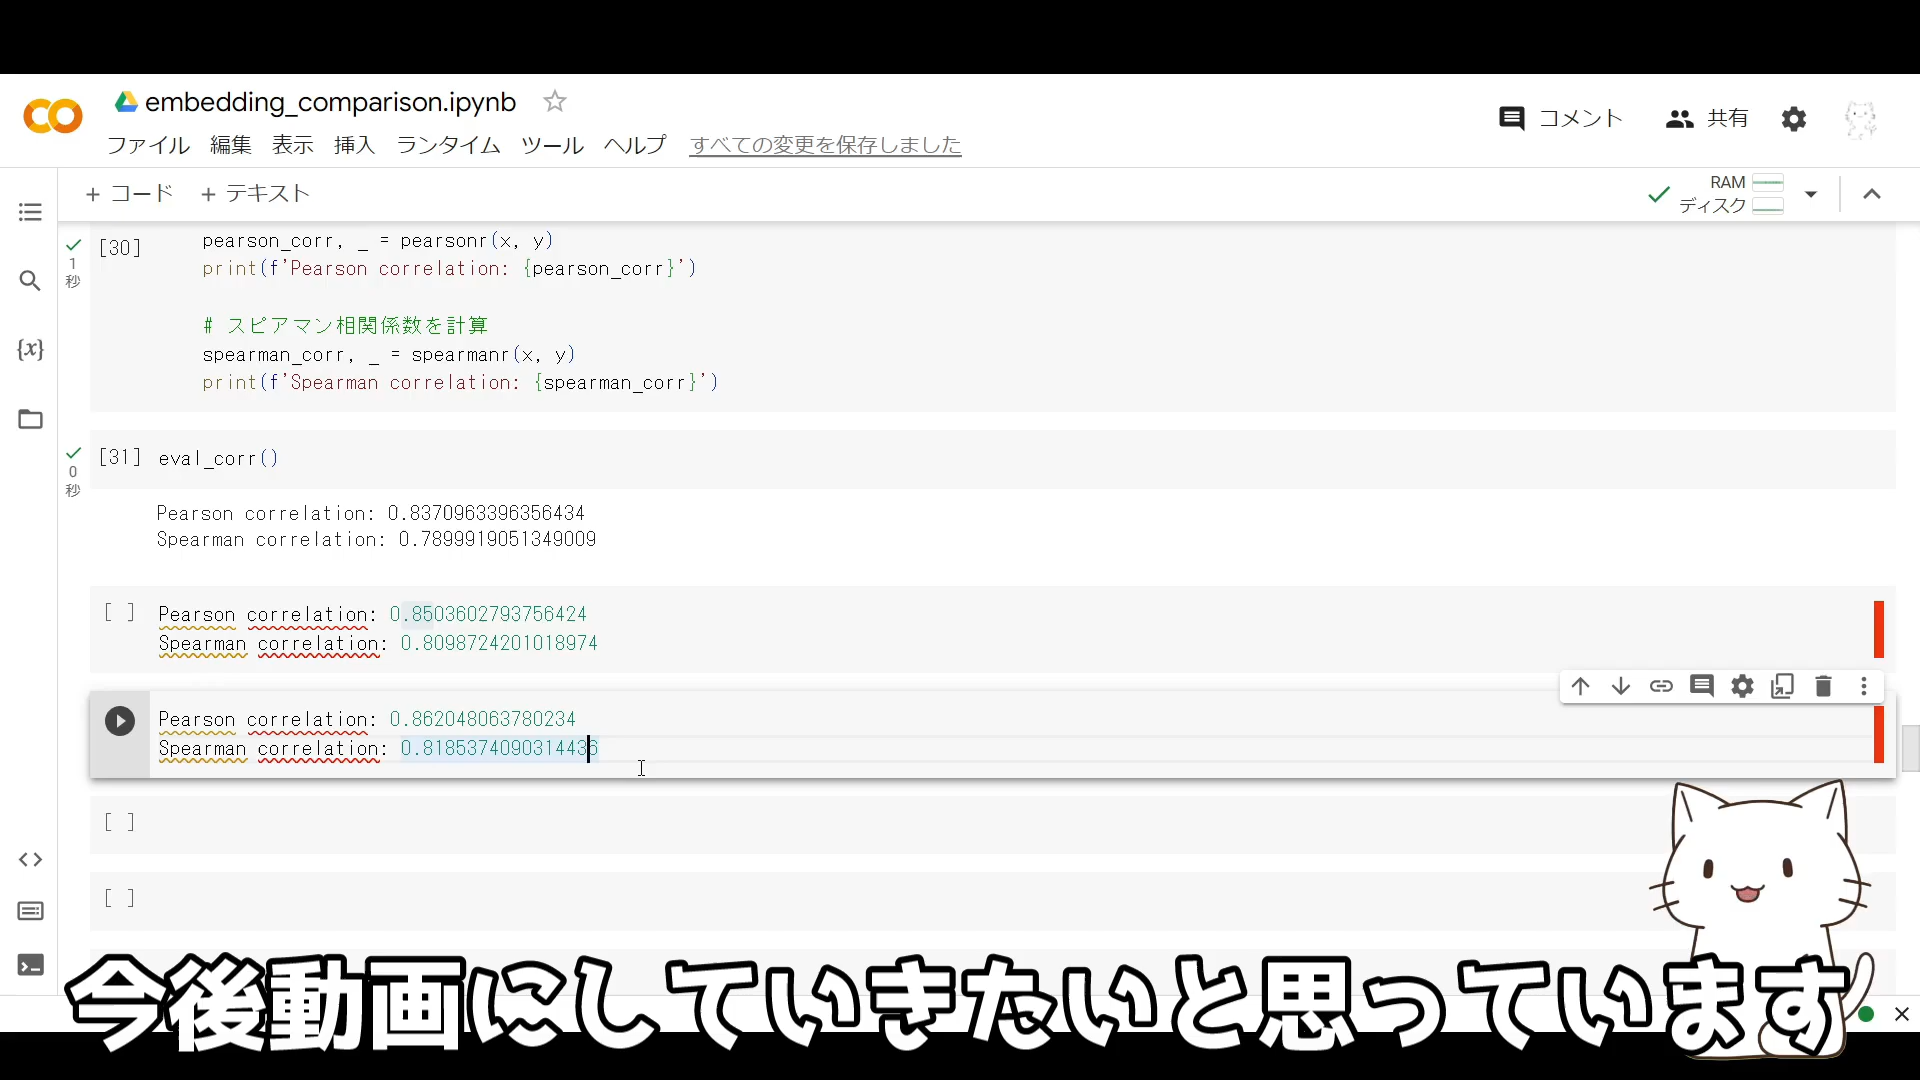 embedding_comparison.ipynb
ファイル 編集 表示 挿入 ランタイム ツール ヘルプ すべての変更を保存しました
コメント 共有
+ コード + テキスト
RAM
ディスク
[30]
1
秒
pearson_corr, _ = pearsonr(x, y)
print(f'Pearson correlation: {pearson_corr}')
# スピアマン相関係数を計算
spearman_corr, _ = spearmanr(x, y)
print(f'Spearman correlation: {spearman_corr}')
[31] eval_corr()
0
秒
Pearson correlation: 0.8370963396356434
Spearman correlation: 0.7899919051349009
[ ] Pearson correlation: 0.8503602793756424
Spearman correlation: 0.8098724201018974
Pearson correlation: 0.862048063780234
Spearman correlation: 0.8185374090314436
[ ]
[ ]
今後動画にしていきたいと思っています